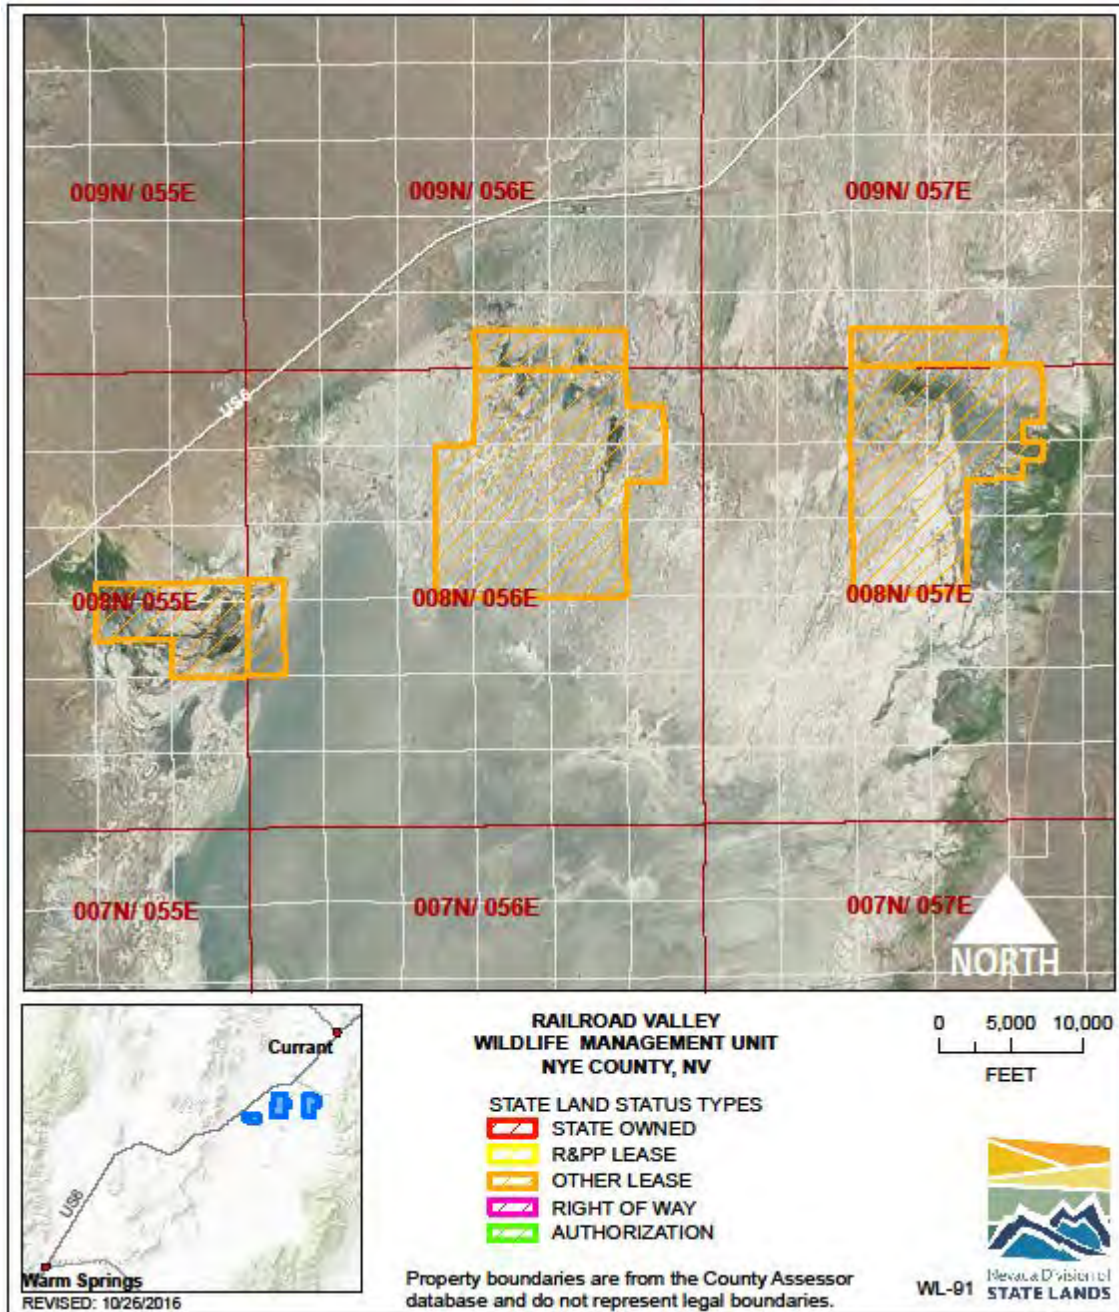 009N/ 055E
009N/ 056E
009N/ 057E
US6
008N/ 055E
008N/ 056E
008N/ 057E
007N/ 055E
007N/ 056E
007N/ 057E
NORTH
Currant
US6
Warm Springs
REVISED: 10/26/2016
RAILROAD VALLEY
WILDLIFE MANAGEMENT UNIT
NYE COUNTY, NV
STATE LAND STATUS TYPES
STATE OWNED
R&PP LEASE
OTHER LEASE
RIGHT OF WAY
AUTHORIZATION
Property boundaries are from the County Assessor
database and do not represent legal boundaries.
0 5,000 10,000
FEET
WL-91
Nevada Division of
STATE LANDS